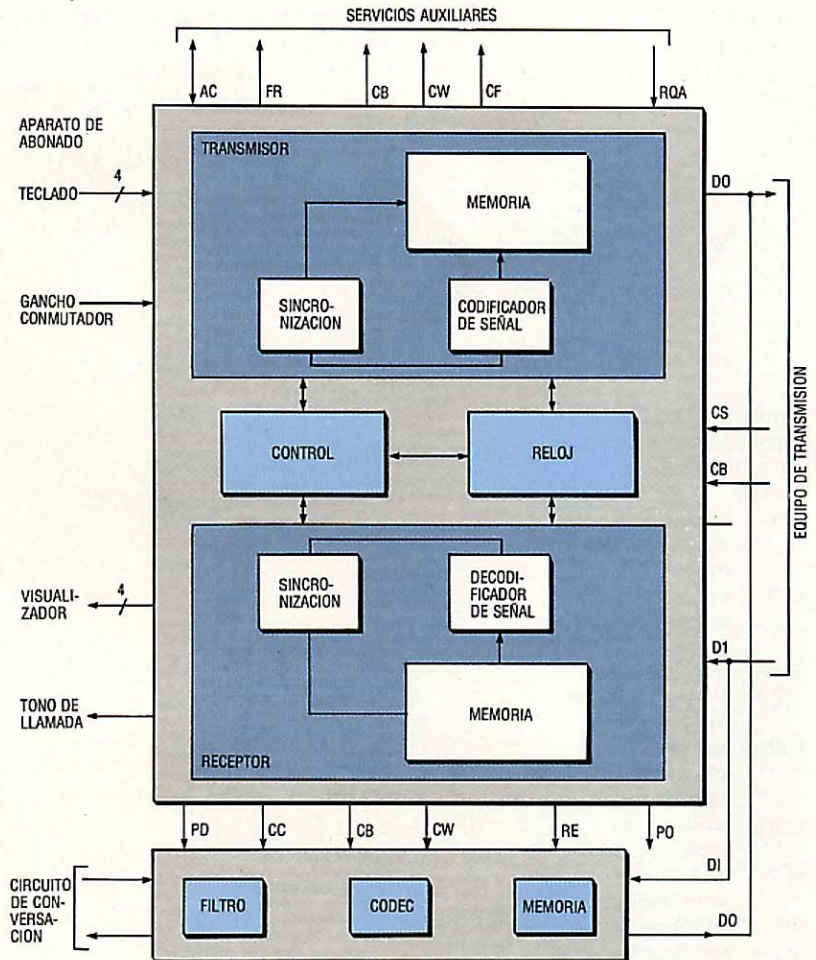 SERVICIOS AUXILIARES
AC FR CB CW CF RQA
APARATO DE
ABONADO
TRANSMISOR
TECLADO 4
MEMORIA
DO
GANCHO
CONMUTADOR
SINCRO-
NIZACION
CODIFICADOR
DE SEÑAL
CONTROL
RELOJ
CS
CB
EQUIPO DE TRANSMISION
SINCRO-
NIZACION
DECODI-
FICADOR
DE SEÑAL
VISUALI-
ZADOR
4
D1
MEMORIA
TONO DE
LLAMADA
RECEPTOR
PD CC CB CW RE PO
DI
CIRCUITO
DE CON-
VERSA-
CION
FILTRO
CODEC
MEMORIA
DO